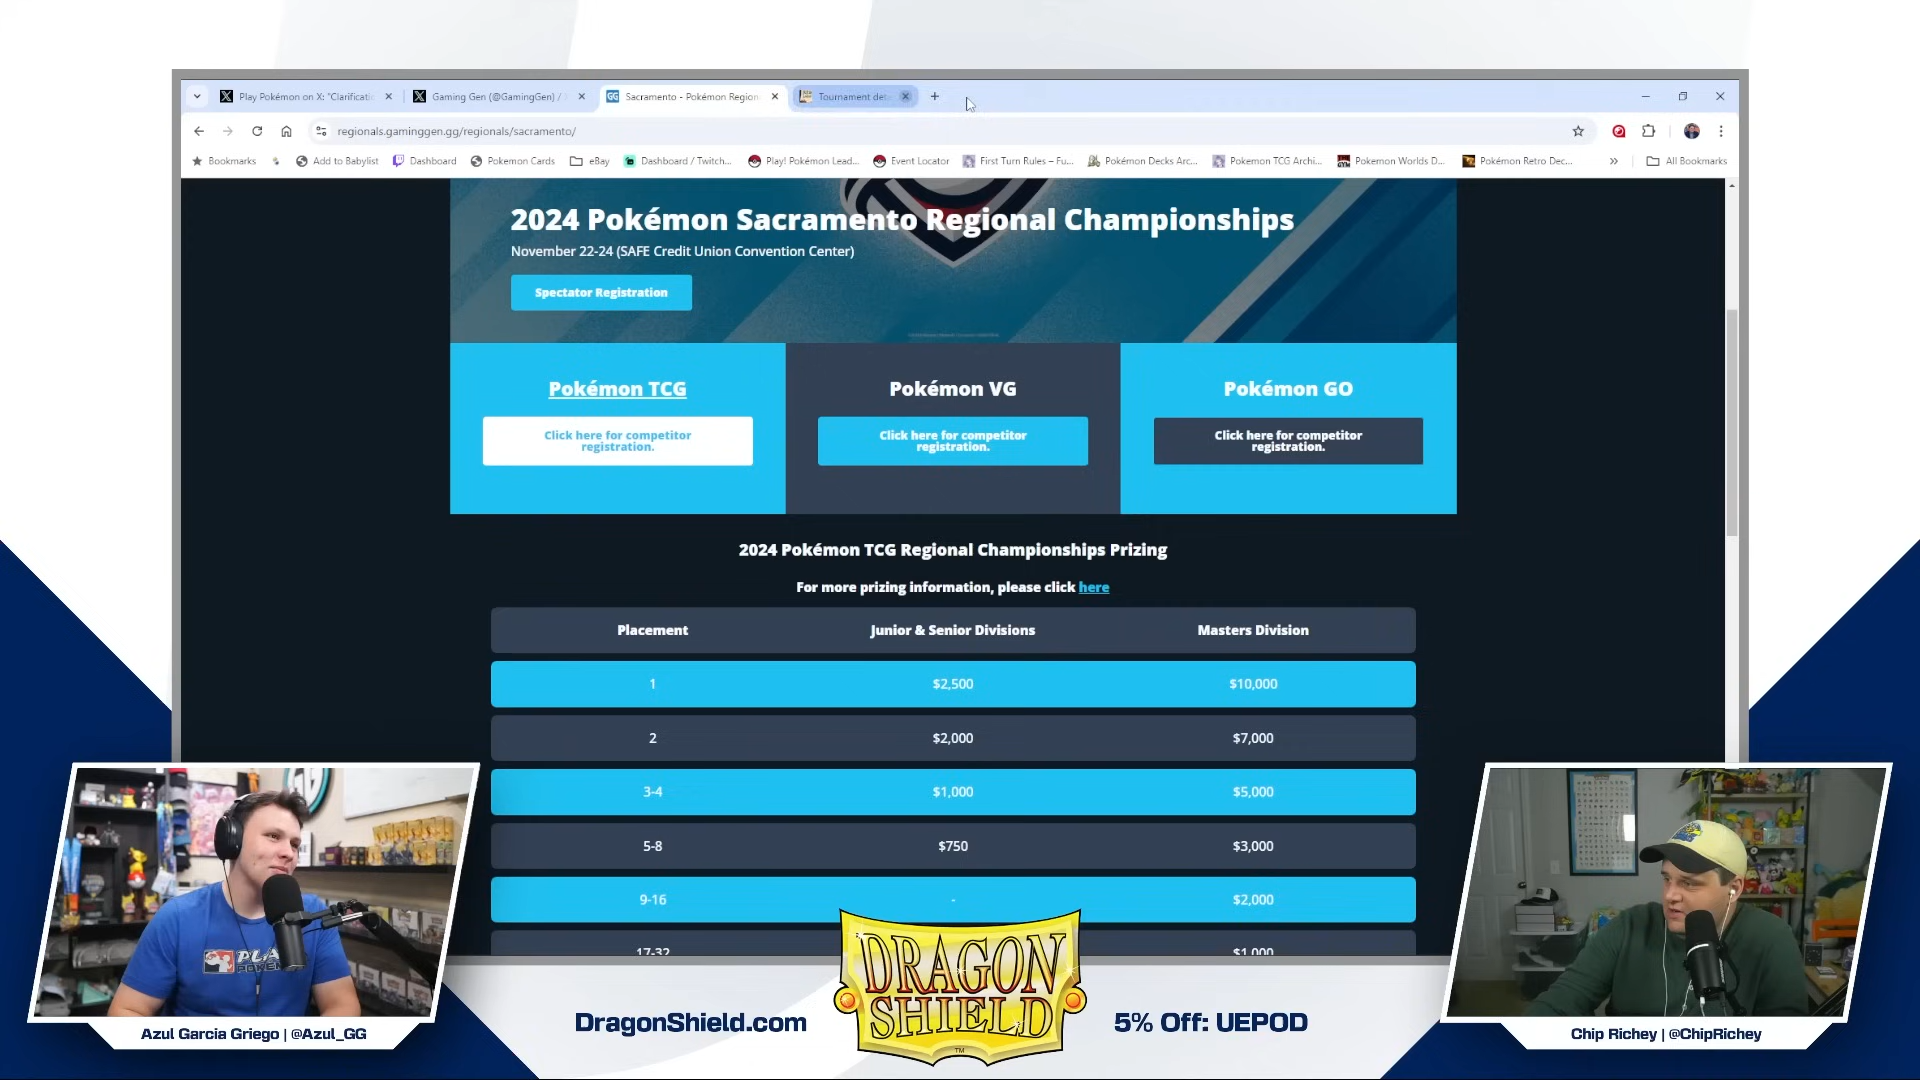 Play Pokémon on X: "Clarificati
Gaming Gen (@GamingGen) /
Sacramento - Pokémon Region
Tournament det
regionals.gaminggen.gg/regionals/sacramento/
Bookmarks
Add to Babylist
Dashboard
Pokemon Cards
eBay
Dashboard / Twitch...
Play! Pokémon Lead...
Event Locator
First Turn Rules – Fu...
Pokémon Decks Arc...
Pokemon TCG Archi...
Pokemon Worlds D...
Pokémon Retro Dec...
All Bookmarks
2024 Pokémon Sacramento Regional Championships
November 22-24 (SAFE Credit Union Convention Center)
Spectator Registration
Pokémon TCG
Click here for competitor
registration.
Pokémon VG
Click here for competitor
registration.
Pokémon GO
Click here for competitor
registration.
2024 Pokémon TCG Regional Championships Prizing
For more prizing information, please click here
Placement Junior & Senior Divisions Masters Division
1 $2,500 $10,000
2 $2,000 $7,000
3-4 $1,000 $5,000
5-8 $750 $3,000
9-16 - $2,000
17-32 $1,000
DRAGON
SHIELD
TM
DragonShield.com
5% Off: UEPOD
PLA
POKÉM
Azul Garcia Griego | @Azul_GG
Chip Richey | @ChipRichey